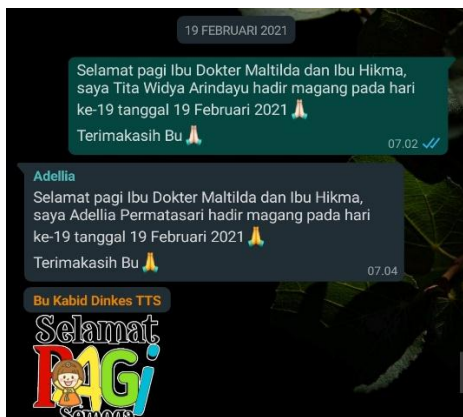 19 FEBRUARI 2021
Selamat pagi Ibu Dokter Maltilda dan Ibu Hikma,
saya Tita Widya Arindayu hadir magang pada hari
ke-19 tanggal 19 Februari 2021🙏🏻
Terimakasih Bu🙏🏻
07.02
Adellia
Selamat pagi Ibu Dokter Maltilda dan Ibu Hikma,
saya Adellia Permatasari hadir magang pada hari
ke-19 tanggal 19 Februari 2021🙏
Terimakasih Bu🙏
07.04
Bu Kabid Dinkes TTS
Selamat
PAGi
Semoga